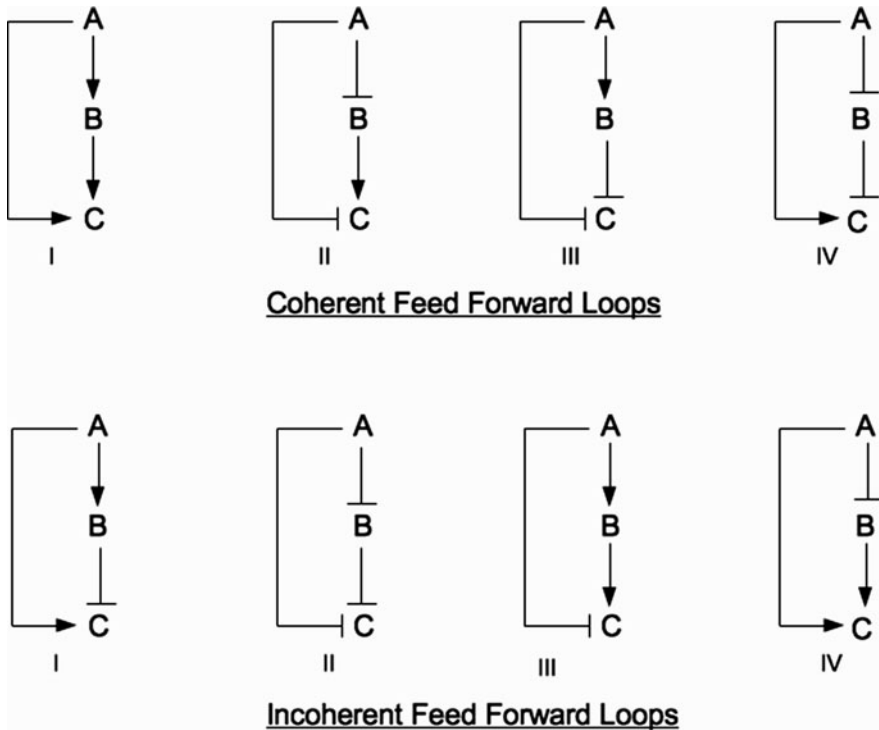 A A A A
B B B B
C C C C
I II III IV
Coherent Feed Forward Loops
A A A A
B B B B
C C C C
I II III IV
Incoherent Feed Forward Loops